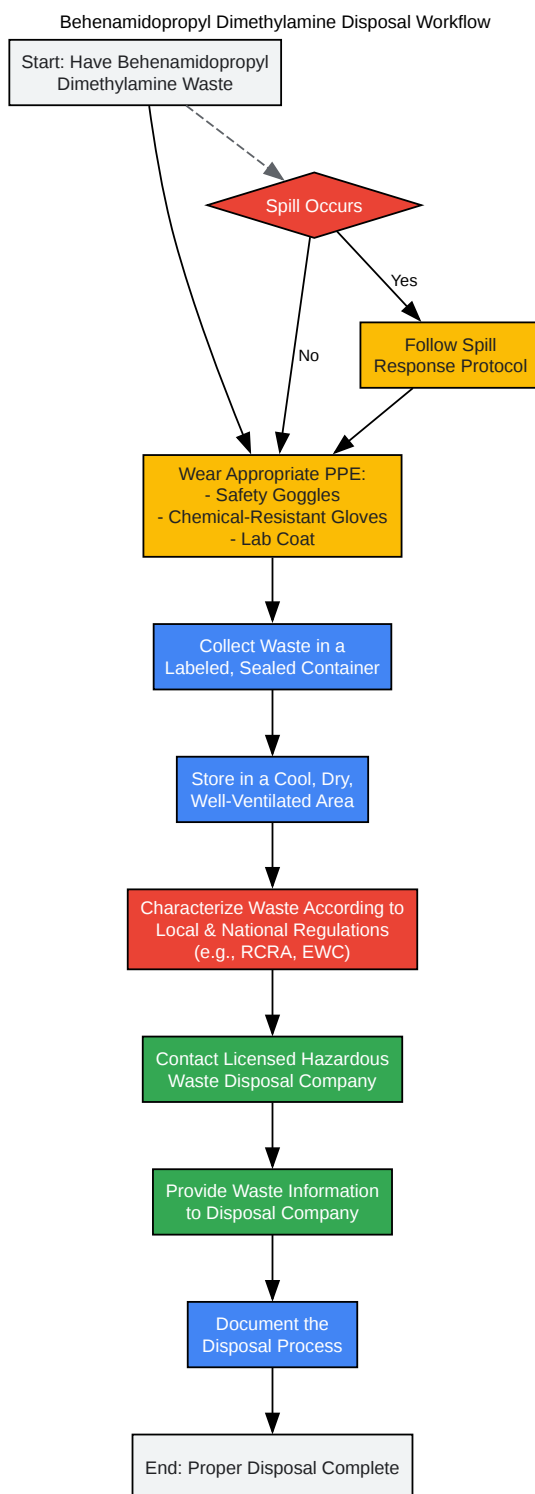 Behenamidopropyl Dimethylamine Disposal Workflow
Start: Have Behenamidopropyl
Dimethylamine Waste
Spill Occurs
Yes
No
Follow Spill
Response Protocol
Wear Appropriate PPE:
- Safety Goggles
- Chemical-Resistant Gloves
- Lab Coat
Collect Waste in a
Labeled, Sealed Container
Store in a Cool, Dry,
Well-Ventilated Area
Characterize Waste According to
Local & National Regulations
(e.g., RCRA, EWC)
Contact Licensed Hazardous
Waste Disposal Company
Provide Waste Information
to Disposal Company
Document the
Disposal Process
End: Proper Disposal Complete